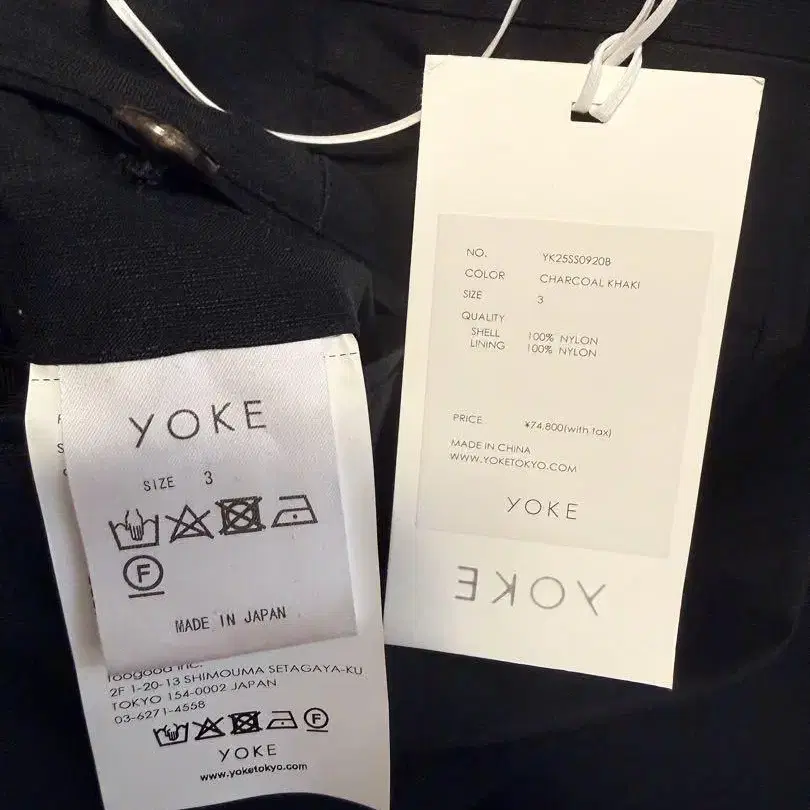 YOKE
SIZE 3
F
MADE IN JAPAN
foogood inc.
2F 1-20-13 SHIMOUMA SETAGAYA-KU
TOKYO 154-0002 JAPAN
03-6271-4558
F
YOKE
www.yoketokyo.com
NO. YK25SS0920B
COLOR CHARCOAL KHAKI
SIZE 3
QUALITY
SHELL 100% NYLON
LINING 100% NYLON
PRICE ¥74,800(with tax)
MADE IN CHINA
WWW.YOKETOKYO.COM
YOKE
YOKE